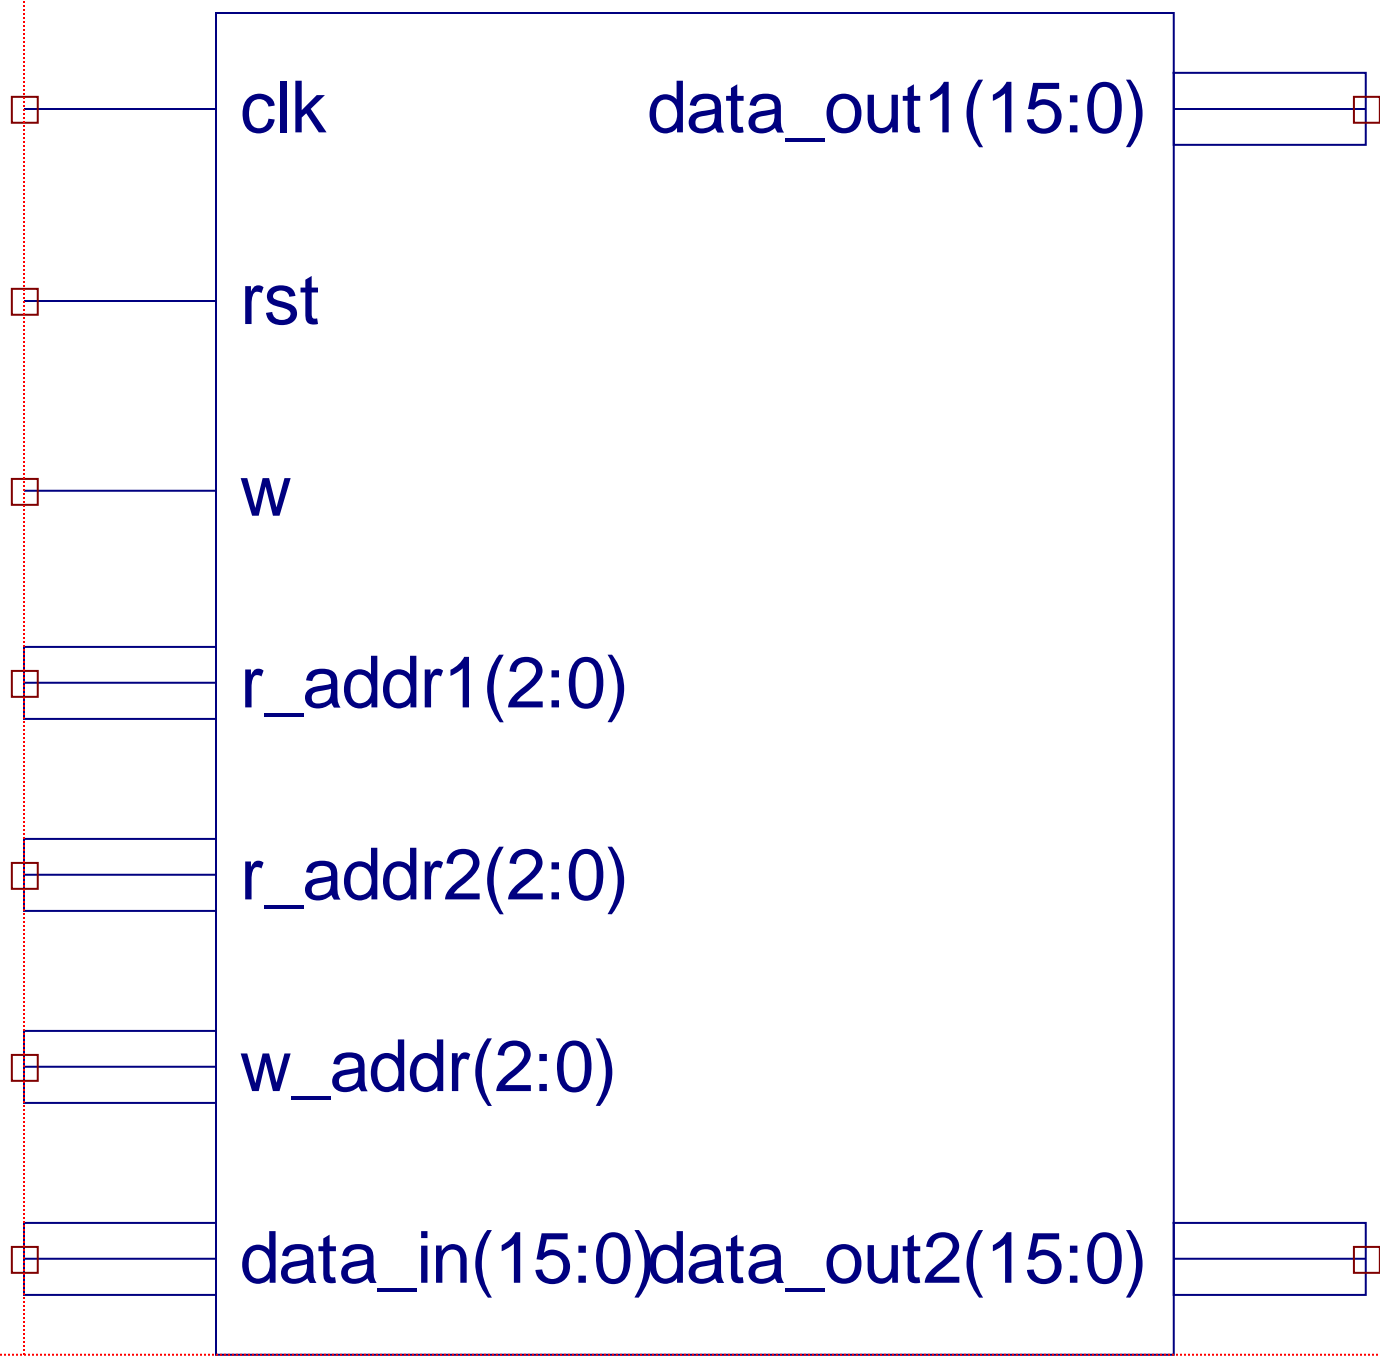 clk data_out1(15:0)
rst
w
r_addr1(2:0)
r_addr2(2:0)
w_addr(2:0)
data_in(15:0) data_out2(15:0)